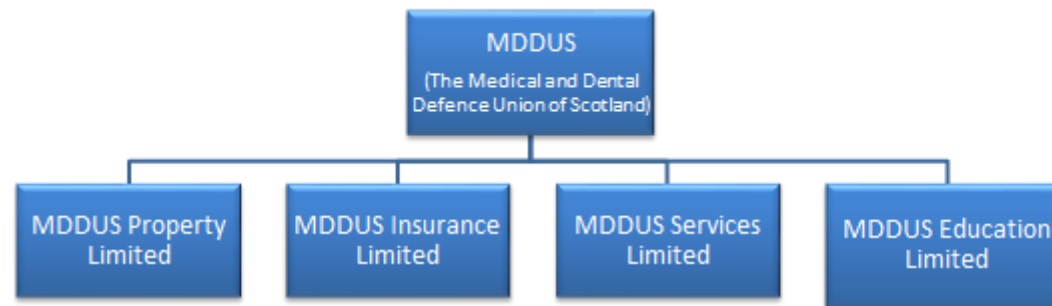 MDDUS
(The Medical and Dental
Defence Union of Scotland)
MDDUS Property
Limited
MDDUS Insurance
Limited
MDDUS Services
Limited
MDDUS Education
Limited